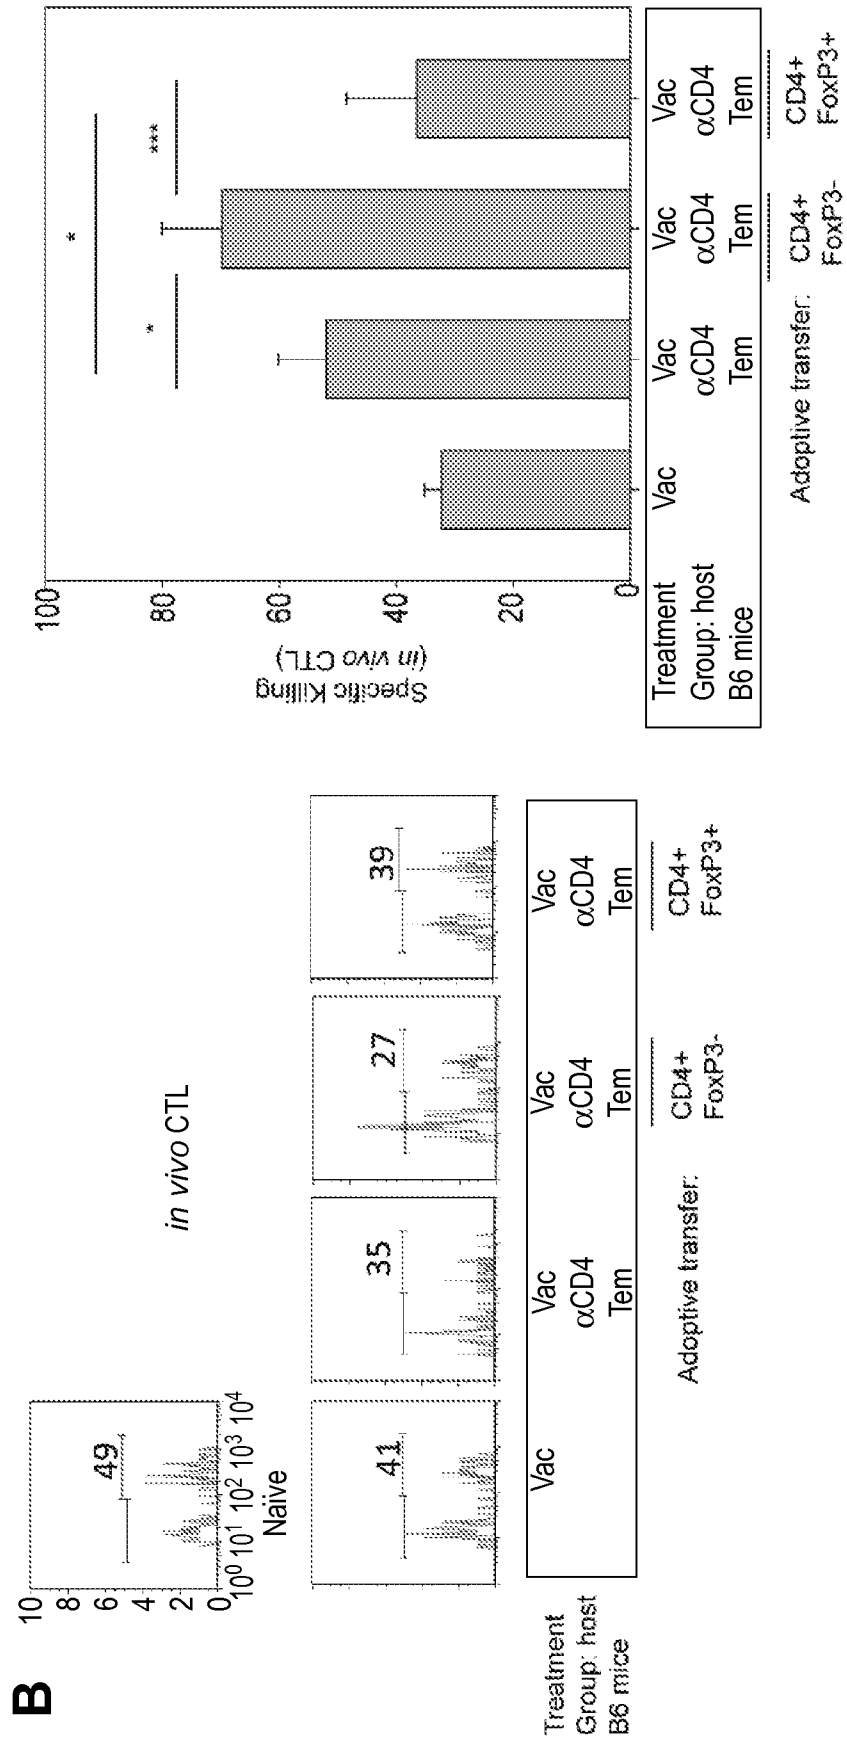 B
10
8
6
4
2
0
10⁰ 10¹ 10² 10³ 10⁴
49
Näive
in vivo CTL
41
35
27
39
Treatment
Group: host
B6 mice
Vac
Vac
αCD4
Tem
Vac
αCD4
Tem
Vac
αCD4
Tem
Adoptive transfer:
CD4+
FoxP3-
CD4+
FoxP3+
Specific Killing
(in vivo CTL)
100
80
60
40
20
0
*
*
***
Treatment
Group: host
B6 mice
Vac
Vac
αCD4
Tem
Vac
αCD4
Tem
Vac
αCD4
Tem
Adoptive transfer:
CD4+
FoxP3-
CD4+
FoxP3+